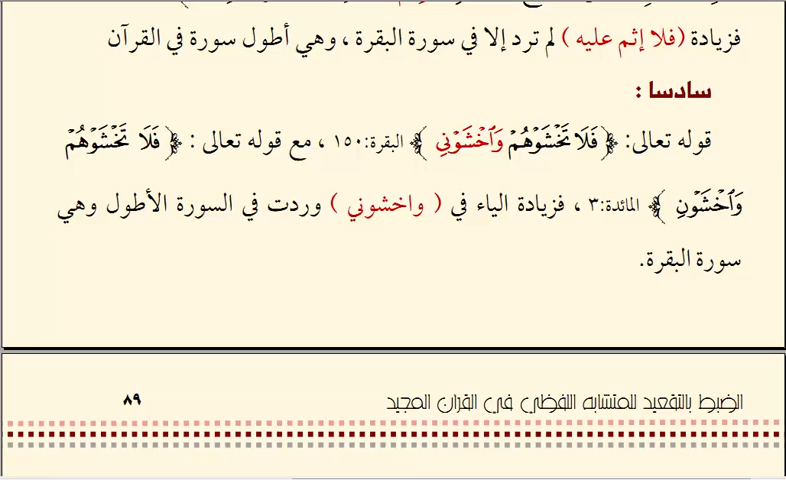 فزيادة (فلا إثم عليه ) لم ترد إلا في سورة البقرة ، وهي أطول سورة في القرآن
سادسا :
قوله تعالى: ﴿ فَلَا تَخْشَوْهُمْ وَٱخْشَوْنِي ﴾ البقرة:١٥٠ ، مع قوله تعالى : ﴿ فَلَا تَخْشَوْهُمْ
وَٱخْشَوْنِ ﴾ المائدة:٣ ، فزيادة الياء في ( واخشوني ) وردت في السورة الأطول وهي
سورة البقرة.
الضبط بالتقعيد للمتشابه اللفظي في القرآن المجيد ٨٩